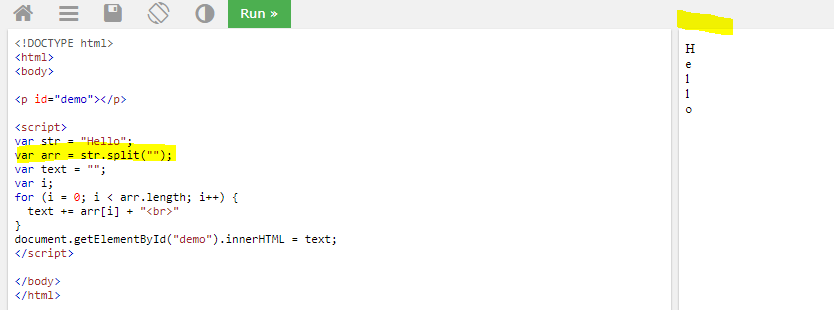 Run »
<!DOCTYPE html>
<html>
<body>
<p id="demo"></p>
<script>
var str = "Hello";
var arr = str.split("");
var text = "";
var i;
for (i = 0; i < arr.length; i++) {
  text += arr[i] + "<br>"
}
document.getElementById("demo").innerHTML = text;
</script>
</body>
</html>
H
e
l
l
o